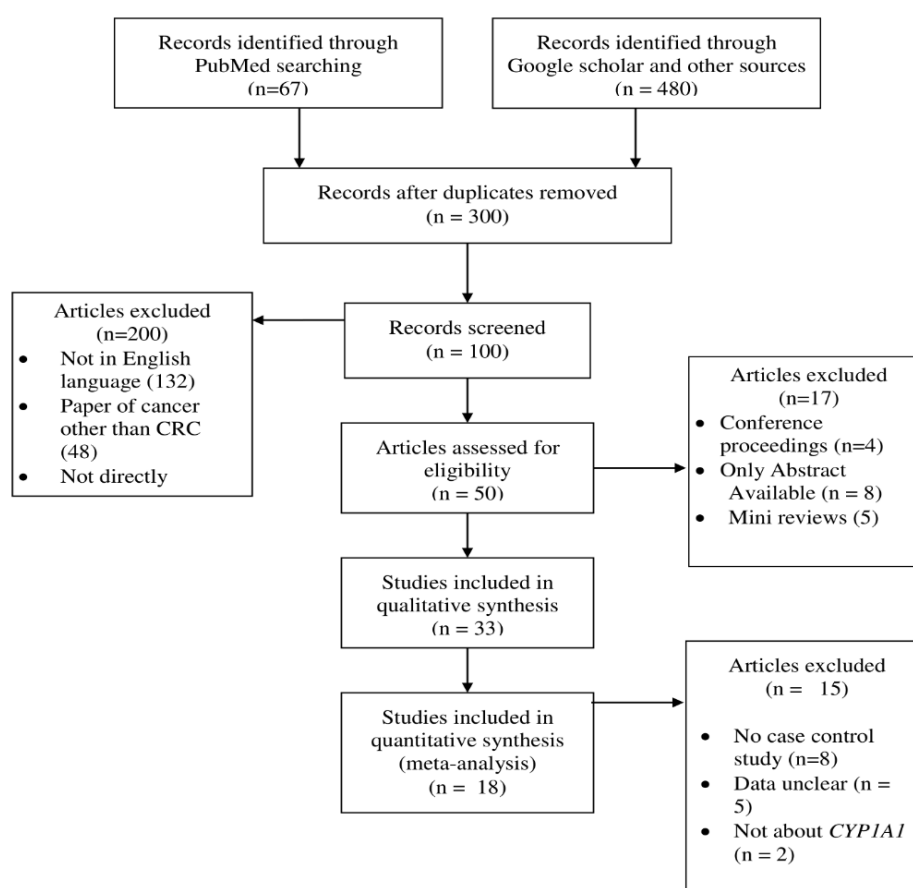 Records identified through
PubMed searching
(n=67)
Records identified through
Google scholar and other sources
(n = 480)
Records after duplicates removed
(n = 300)
Articles excluded
(n=200)
• Not in English
language (132)
• Paper of cancer
other than CRC
(48)
• Not directly
Records screened
(n = 100)
Articles assessed for
eligibility
(n = 50)
Articles excluded
(n=17)
• Conference
proceedings (n=4)
• Only Abstract
Available (n = 8)
• Mini reviews (5)
Studies included in
qualitative synthesis
(n = 33)
Studies included in
quantitative synthesis
(meta-analysis)
(n = 18)
Articles excluded
(n = 15)
• No case control
study (n=8)
• Data unclear (n =
5)
• Not about CYP1A1
(n = 2)